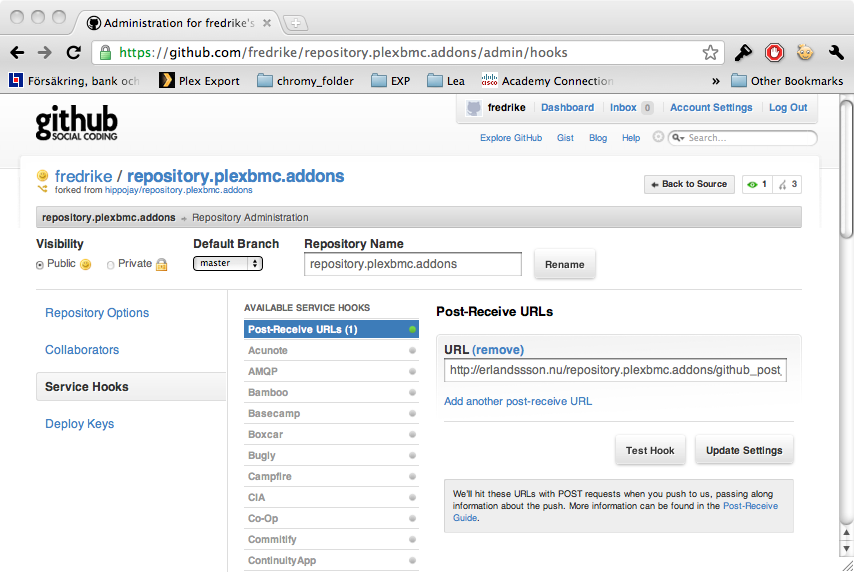 Administration for fredrike's
https://github.com/fredrike/repository.plexbmc.addons/admin/hooks
Försäkring, bank och
Plex Export
chromy_folder
EXP
Lea
Academy Connection
»
Other Bookmarks
github
SOCIAL CODING
fredrike
Dashboard
Inbox 0
Account Settings
Log Out
Explore GitHub
Gist
Blog
Help
Search...
fredrike / repository.plexbmc.addons
forked from hippojay/repository.plexbmc.addons
Back to Source
1
3
repository.plexbmc.addons → Repository Administration
Visibility
Public
Private
Default Branch
master
Repository Name
repository.plexbmc.addons
Rename
Repository Options
Collaborators
Service Hooks
Deploy Keys
AVAILABLE SERVICE HOOKS
Post-Receive URLs (1)
Acunote
AMQP
Bamboo
Basecamp
Boxcar
Bugly
Campfire
CIA
Co-Op
Commitify
ContinuityApp
Post-Receive URLs
URL (remove)
http://erlandssson.nu/repository.plexbmc.addons/github_post_
Add another post-receive URL
Test Hook
Update Settings
We'll hit these URLs with POST requests when you push to us, passing along
information about the push. More information can be found in the Post-Receive
Guide.